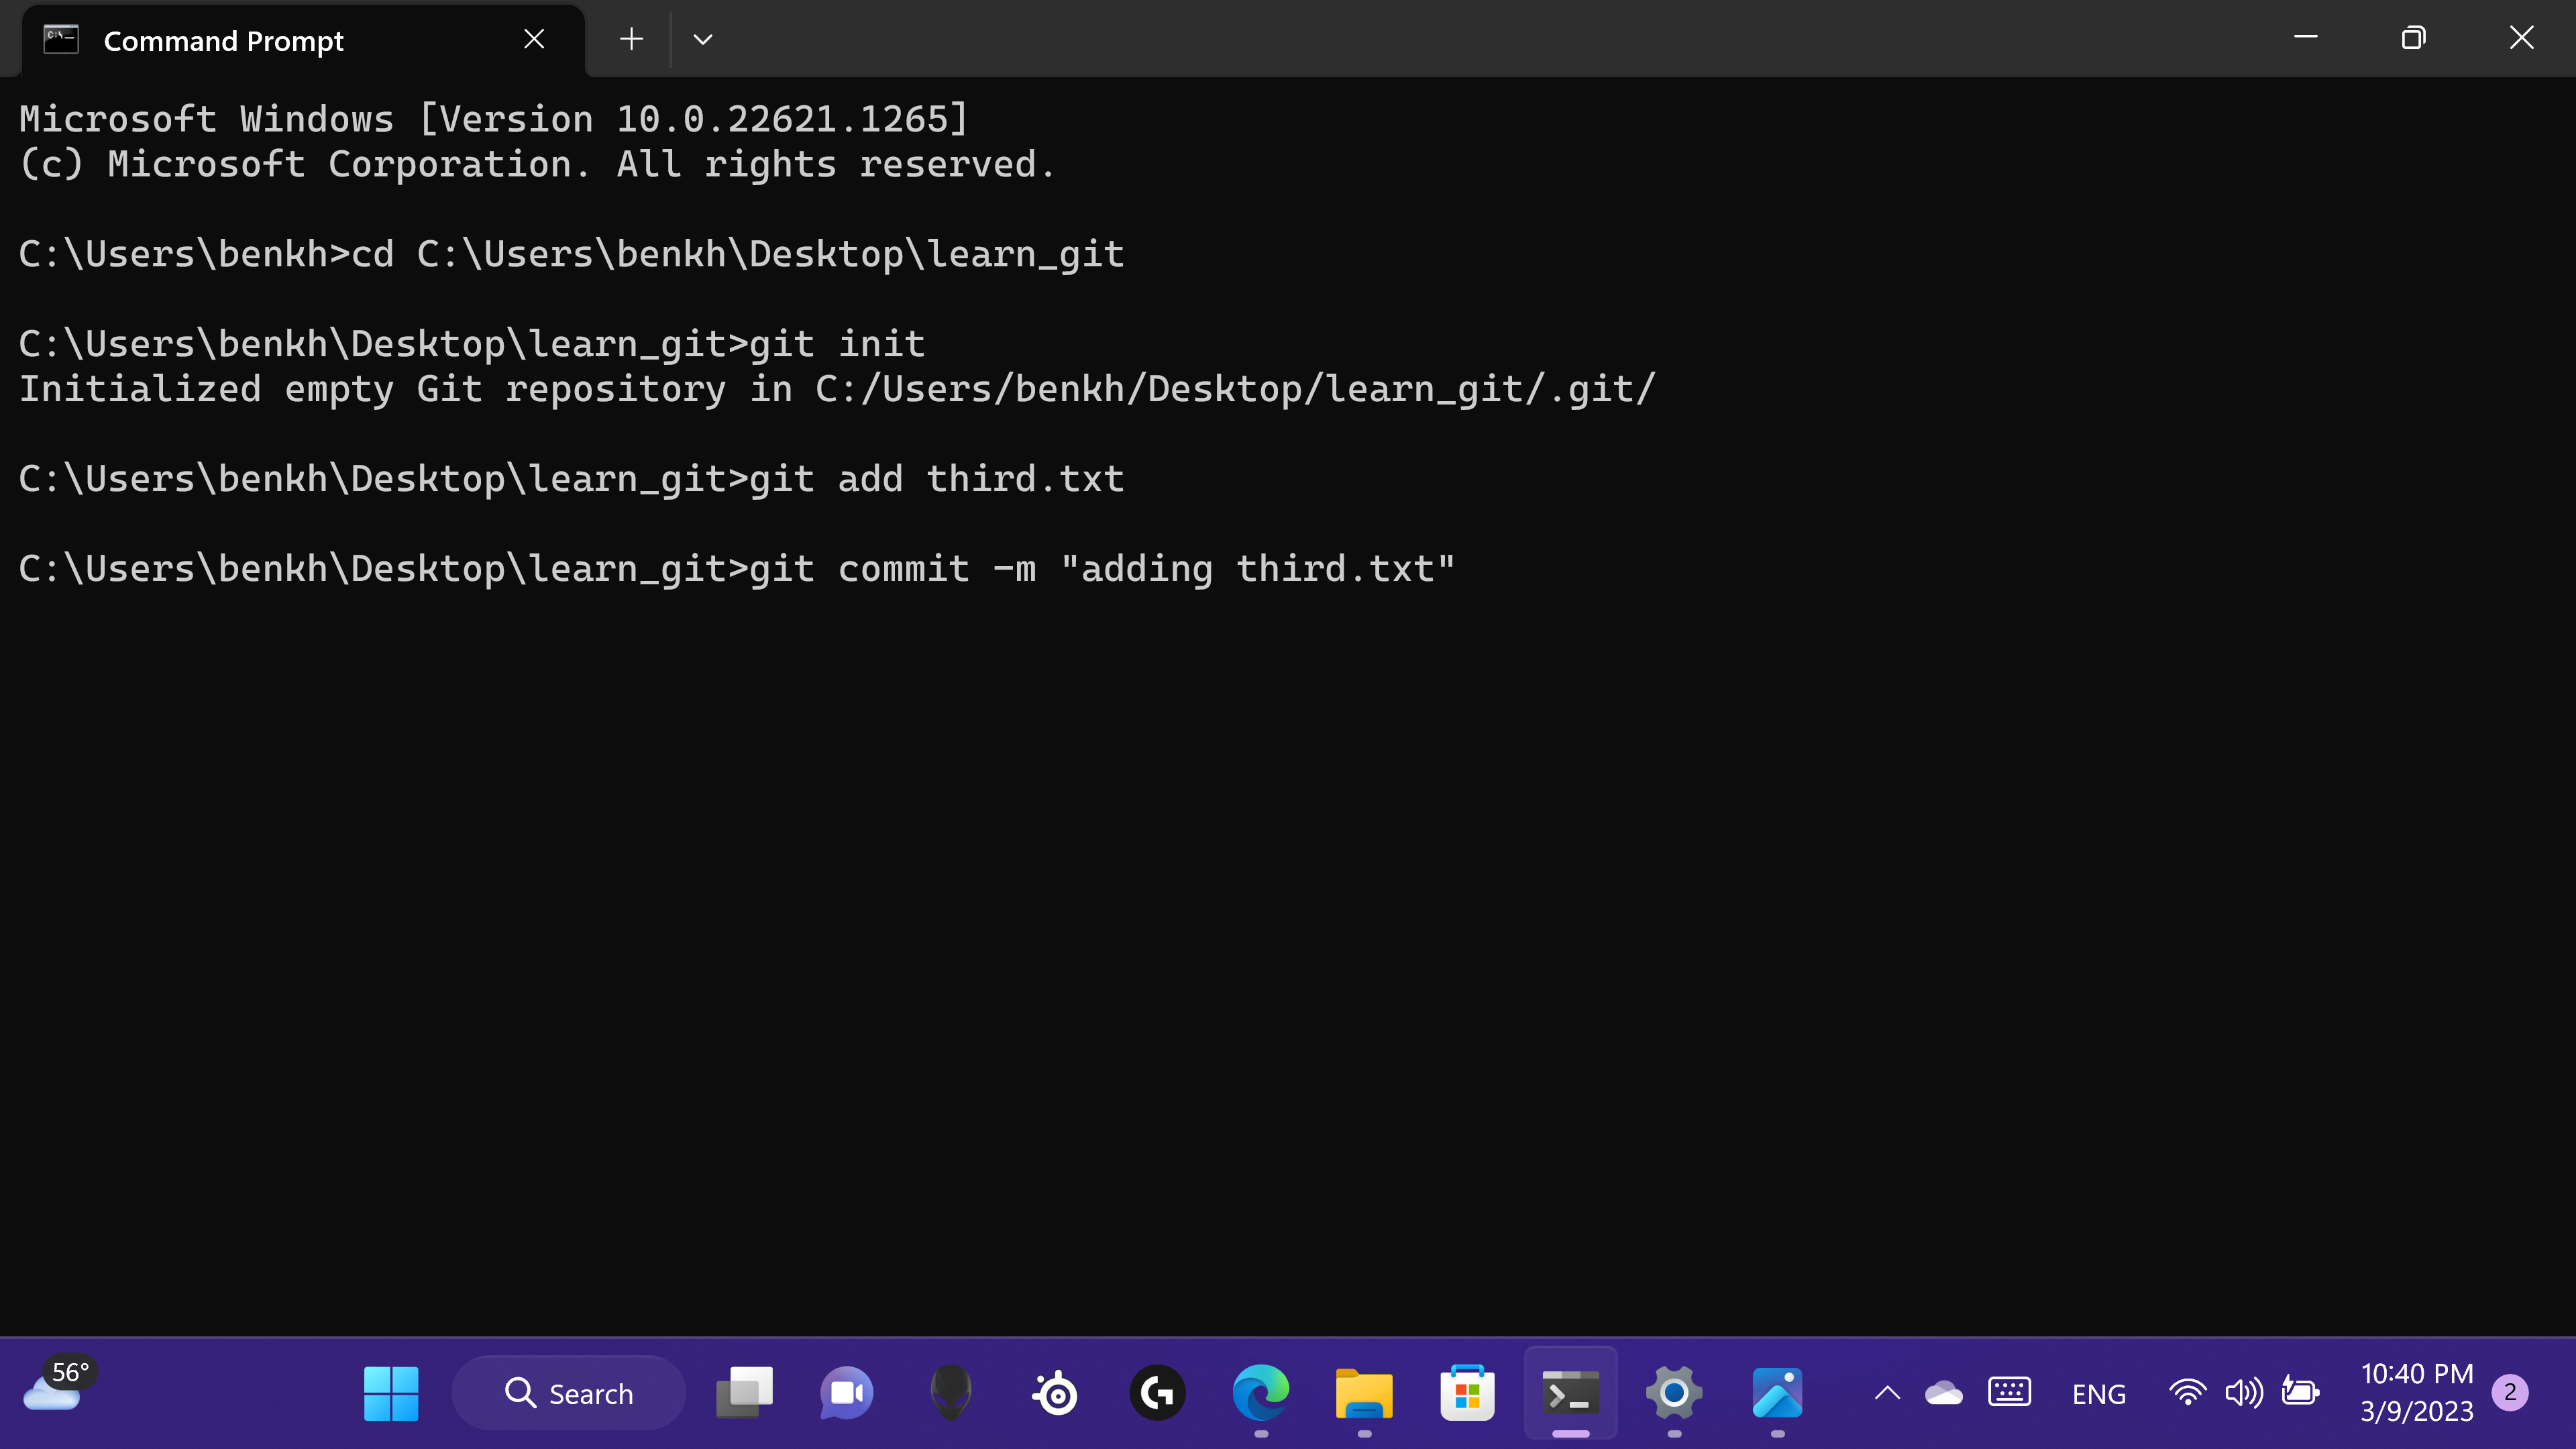 Command Prompt
Microsoft Windows [Version 10.0.22621.1265]
(c) Microsoft Corporation. All rights reserved.
C:\Users\benkh>cd C:\Users\benkh\Desktop\learn_git
C:\Users\benkh\Desktop\learn_git>git init
Initialized empty Git repository in C:/Users/benkh/Desktop/learn_git/.git/
C:\Users\benkh\Desktop\learn_git>git add third.txt
C:\Users\benkh\Desktop\learn_git>git commit -m "adding third.txt"
56°
Search
ENG
10:40 PM
3/9/2023
2